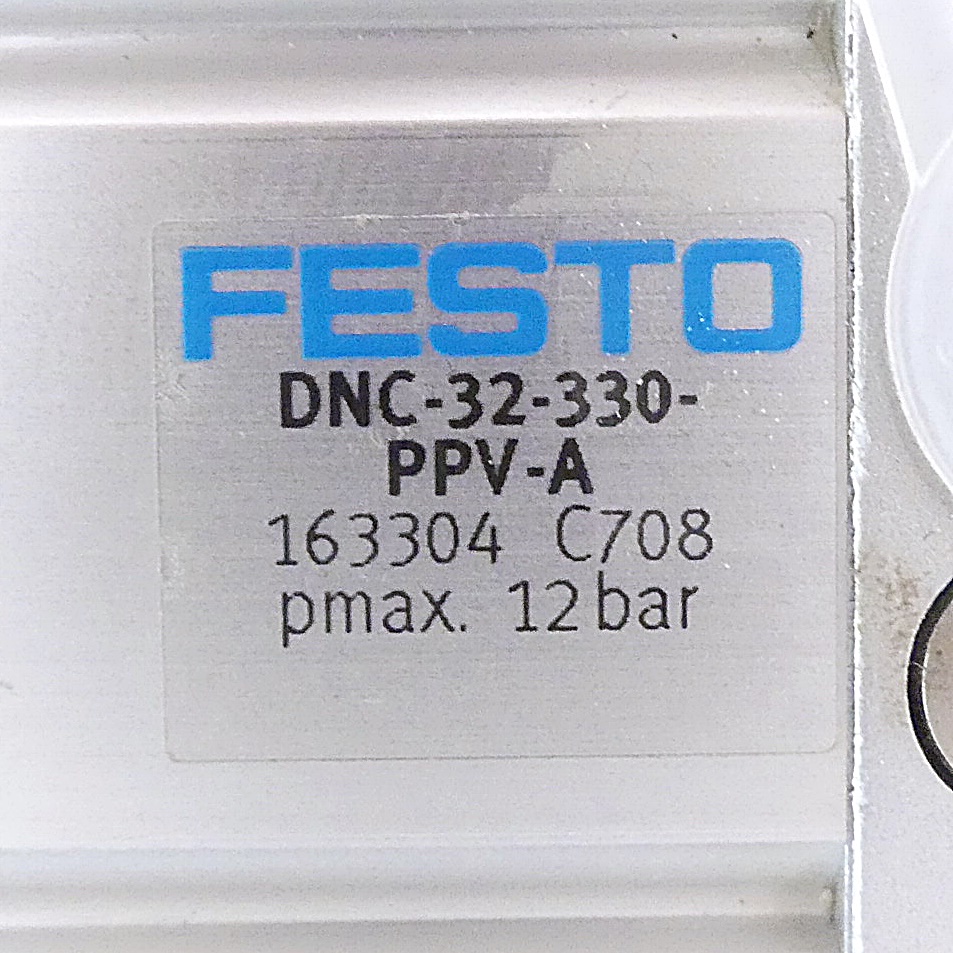 FESTO
DNC-32-330-
PPV-A
163304 C708
pmax. 12 bar